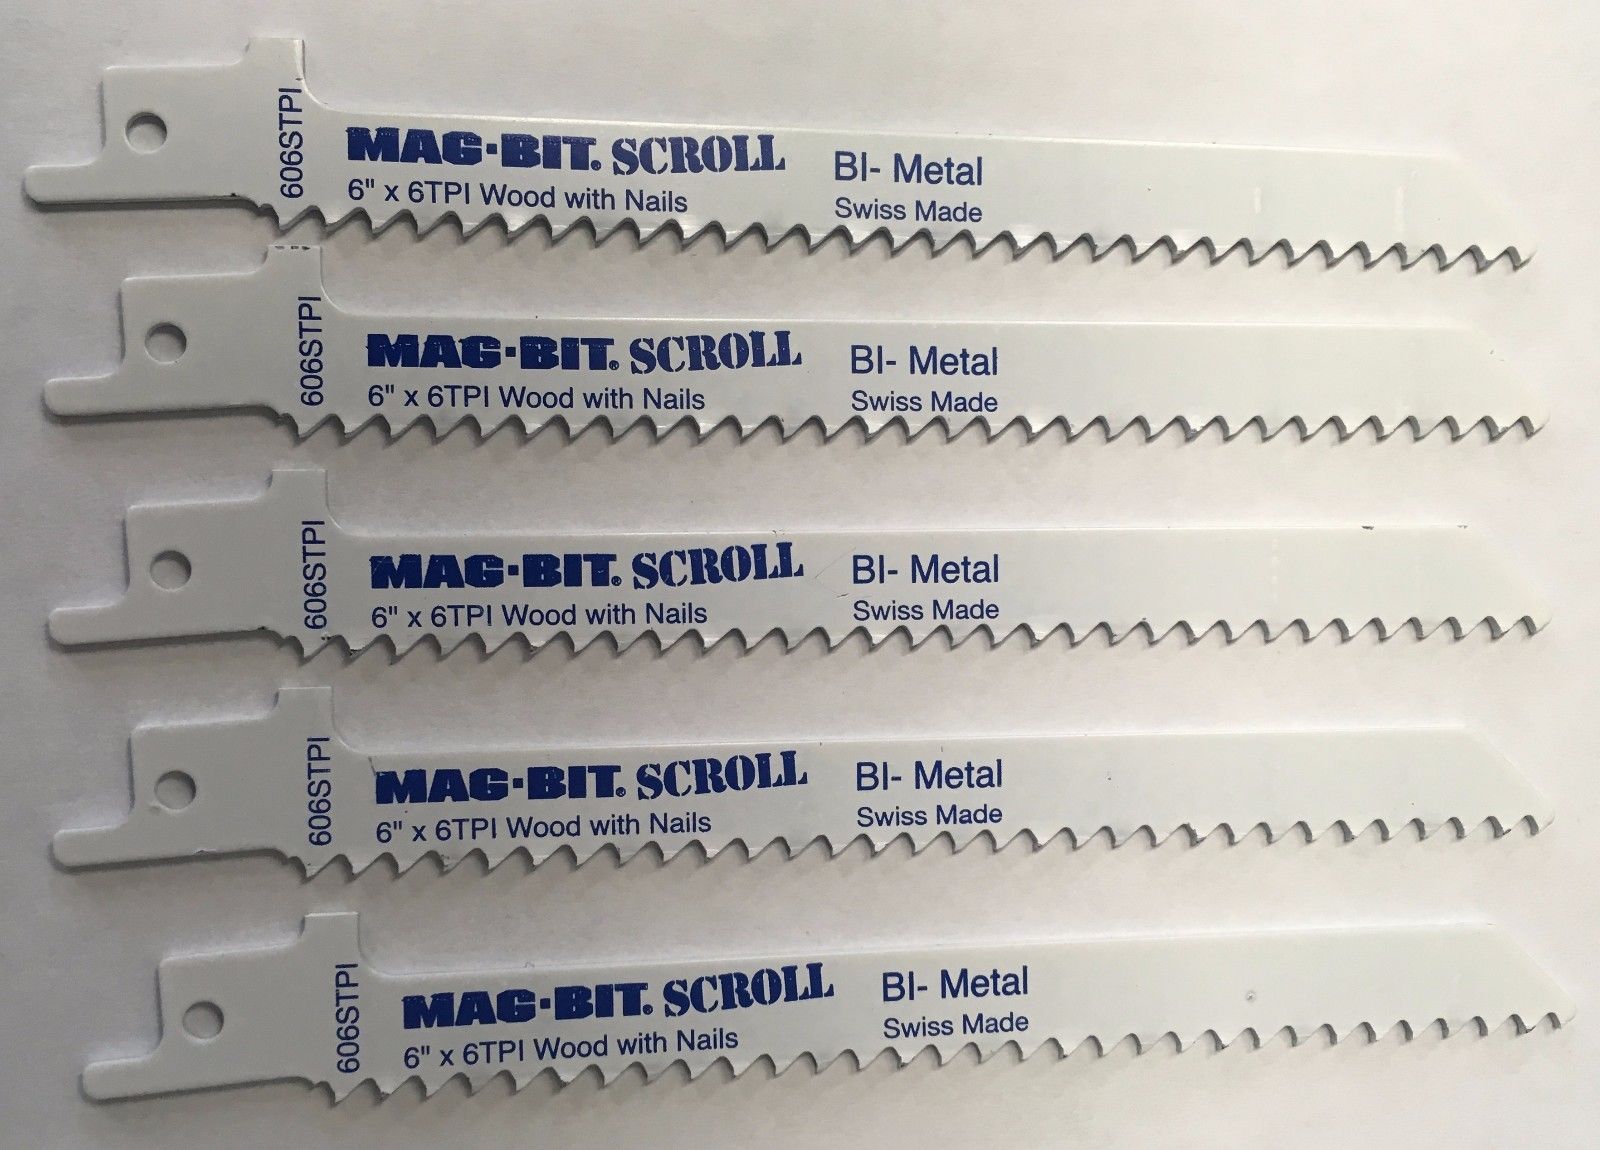 606STPI
MAG-BIT. SCROLL BI- Metal
6" x 6TPI Wood with Nails Swiss Made
606STPI
MAG-BIT. SCROLL BI- Metal
6" x 6TPI Wood with Nails Swiss Made
606STPI
MAG-BIT. SCROLL BI- Metal
6" x 6TPI Wood with Nails Swiss Made
606STPI
MAG-BIT. SCROLL BI- Metal
6" x 6TPI Wood with Nails Swiss Made
606STPI
MAG-BIT. SCROLL BI- Metal
6" x 6TPI Wood with Nails Swiss Made